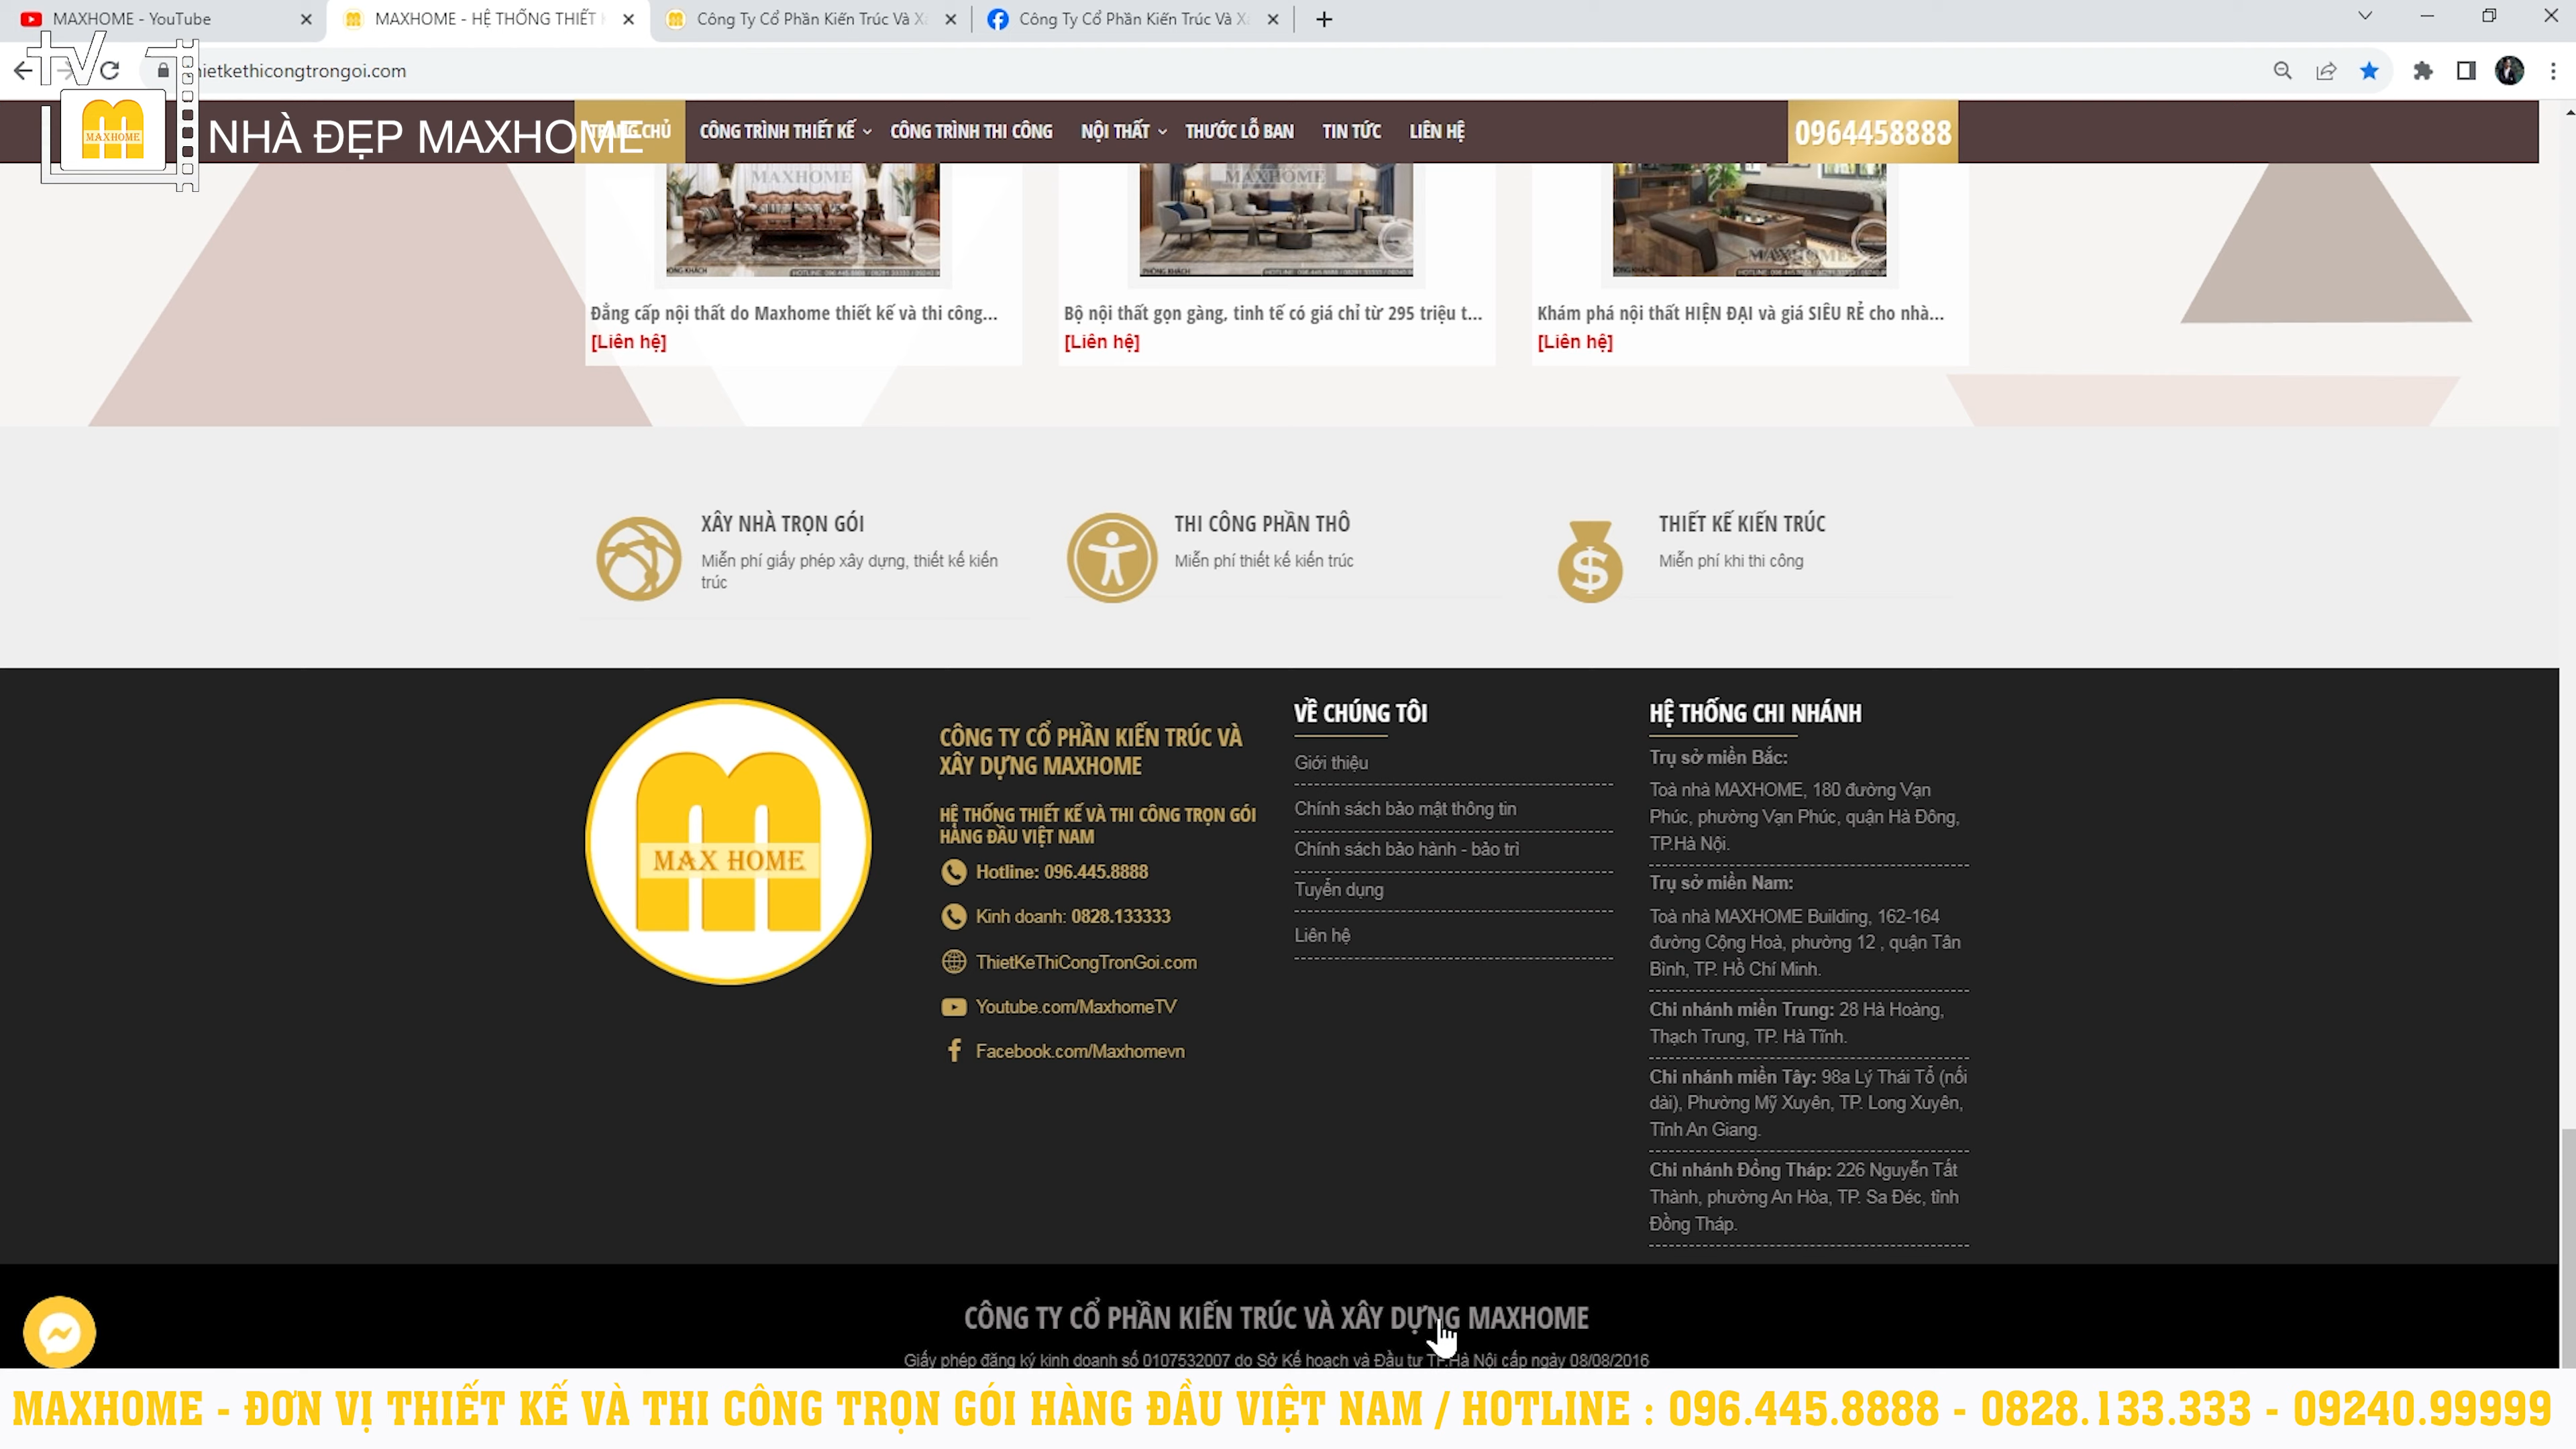 MAXHOME - YouTube
MAXHOME - HỆ THỐNG THIẾT
Công Ty Cổ Phần Kiến Trúc Và X
Công Ty Cổ Phần Kiến Trúc Và X
hietkethicongtrongoi.com
TV
MAXHOME
NHÀ ĐẸP MAXHOME
TRANG CHỦ
CÔNG TRÌNH THIẾT KẾ
CÔNG TRÌNH THI CÔNG
NỘI THẤT
THƯỚC LỖ BAN
TIN TỨC
LIÊN HỆ
0964458888
MAXHOME
MAXHOME
MAXHOME
Đẳng cấp nội thất do Maxhome thiết kế và thi công...
[Liên hệ]
Bộ nội thất gọn gàng, tinh tế có giá chỉ từ 295 triệu t...
[Liên hệ]
Khám phá nội thất HIỆN ĐẠI và giá SIÊU RẺ cho nhà...
[Liên hệ]
XÂY NHÀ TRỌN GÓI
Miễn phí giấy phép xây dựng, thiết kế kiến
trúc
THI CÔNG PHẦN THÔ
Miễn phí thiết kế kiến trúc
THIẾT KẾ KIẾN TRÚC
Miễn phí khi thi công
MAX HOME
CÔNG TY CỔ PHẦN KIẾN TRÚC VÀ
XÂY DỰNG MAXHOME
HỆ THỐNG THIẾT KẾ VÀ THI CÔNG TRỌN GÓI
HÀNG ĐẦU VIỆT NAM
Hotline: 096.445.8888
Kinh doanh: 0828.133333
ThietKeThiCongTronGoi.com
Youtube.com/MaxhomeTV
Facebook.com/Maxhomevn
VỀ CHÚNG TÔI
Giới thiệu
Chính sách bảo mật thông tin
Chính sách bảo hành - bảo trì
Tuyển dụng
Liên hệ
HỆ THỐNG CHI NHÁNH
Trụ sở miền Bắc:
Toà nhà MAXHOME, 180 đường Vạn
Phúc, phường Vạn Phúc, quận Hà Đông,
TP.Hà Nội.
Trụ sở miền Nam:
Toà nhà MAXHOME Building, 162-164
đường Cộng Hoà, phường 12 , quận Tân
Bình, TP. Hồ Chí Minh.
Chi nhánh miền Trung: 28 Hà Hoàng,
Thạch Trung, TP. Hà Tĩnh.
Chi nhánh miền Tây: 98a Lý Thái Tổ (nối
dài), Phường Mỹ Xuyên, TP. Long Xuyên,
Tỉnh An Giang.
Chi nhánh Đồng Tháp: 226 Nguyễn Tất
Thành, phường An Hòa, TP. Sa Đéc, tỉnh
Đồng Tháp.
CÔNG TY CỔ PHẦN KIẾN TRÚC VÀ XÂY DỰNG MAXHOME
Giấy phép đăng ký kinh doanh số 0107532007 do Sở Kế hoạch và Đầu tư TP.Hà Nội cấp ngày 08/08/2016
MAXHOME - ĐƠN VỊ THIẾT KẾ VÀ THI CÔNG TRỌN GÓI HÀNG ĐẦU VIỆT NAM / HOTLINE : 096.445.8888 - 0828.133.333 - 09240.99999